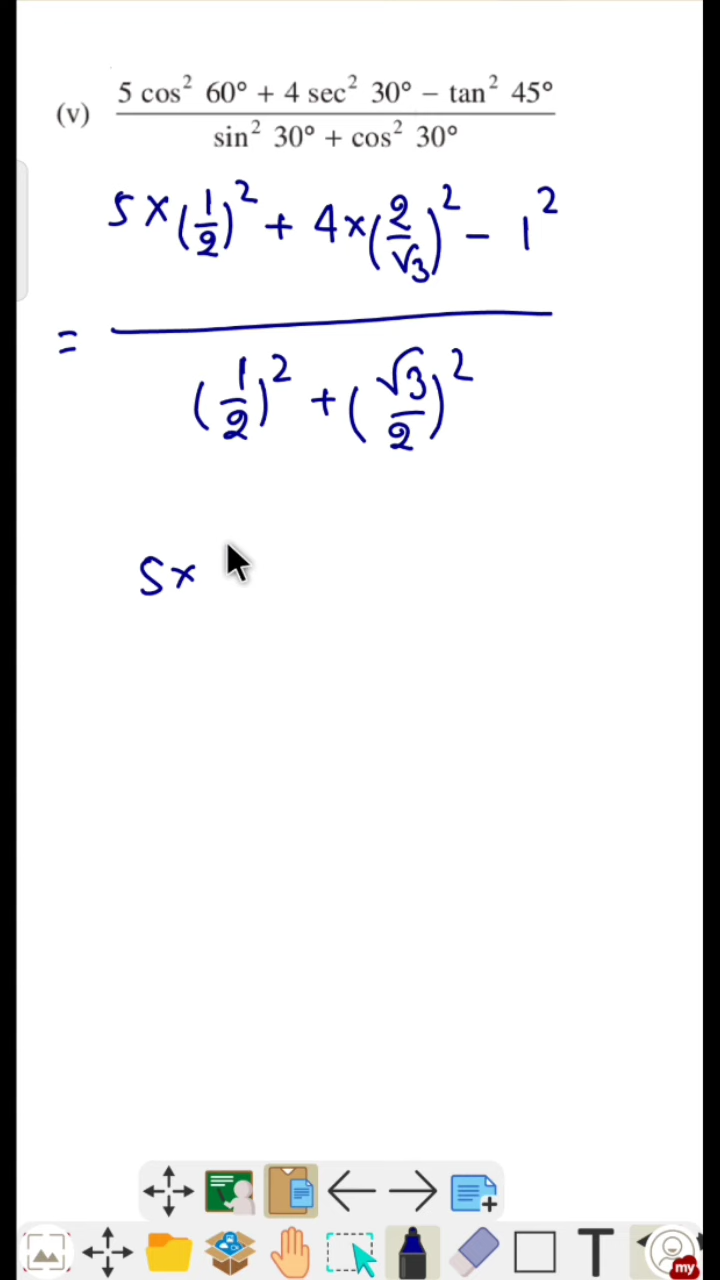 (v) 5 cos² 60° + 4 sec² 30° − tan² 45°
sin² 30° + cos² 30°
5×(1/2)² + 4×(2/√3)² − 1²
=
(1/2)² + (√3/2)²
5×
T
my